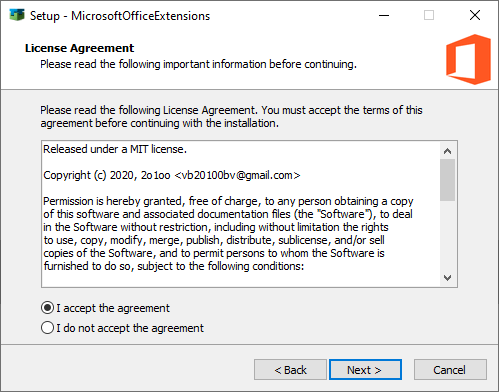 Setup - MicrosoftOfficeExtensions
License Agreement
Please read the following important information before continuing.
Please read the following License Agreement. You must accept the terms of this
agreement before continuing with the installation.
Released under a MIT license.
Copyright (c) 2020, 2o1oo <vb20100bv@gmail.com>
Permission is hereby granted, free of charge, to any person obtaining a copy
of this software and associated documentation files (the "Software"), to deal
in the Software without restriction, including without limitation the rights
to use, copy, modify, merge, publish, distribute, sublicense, and/or sell
copies of the Software, and to permit persons to whom the Software is
furnished to do so, subject to the following conditions:
I accept the agreement
I do not accept the agreement
< Back
Next >
Cancel